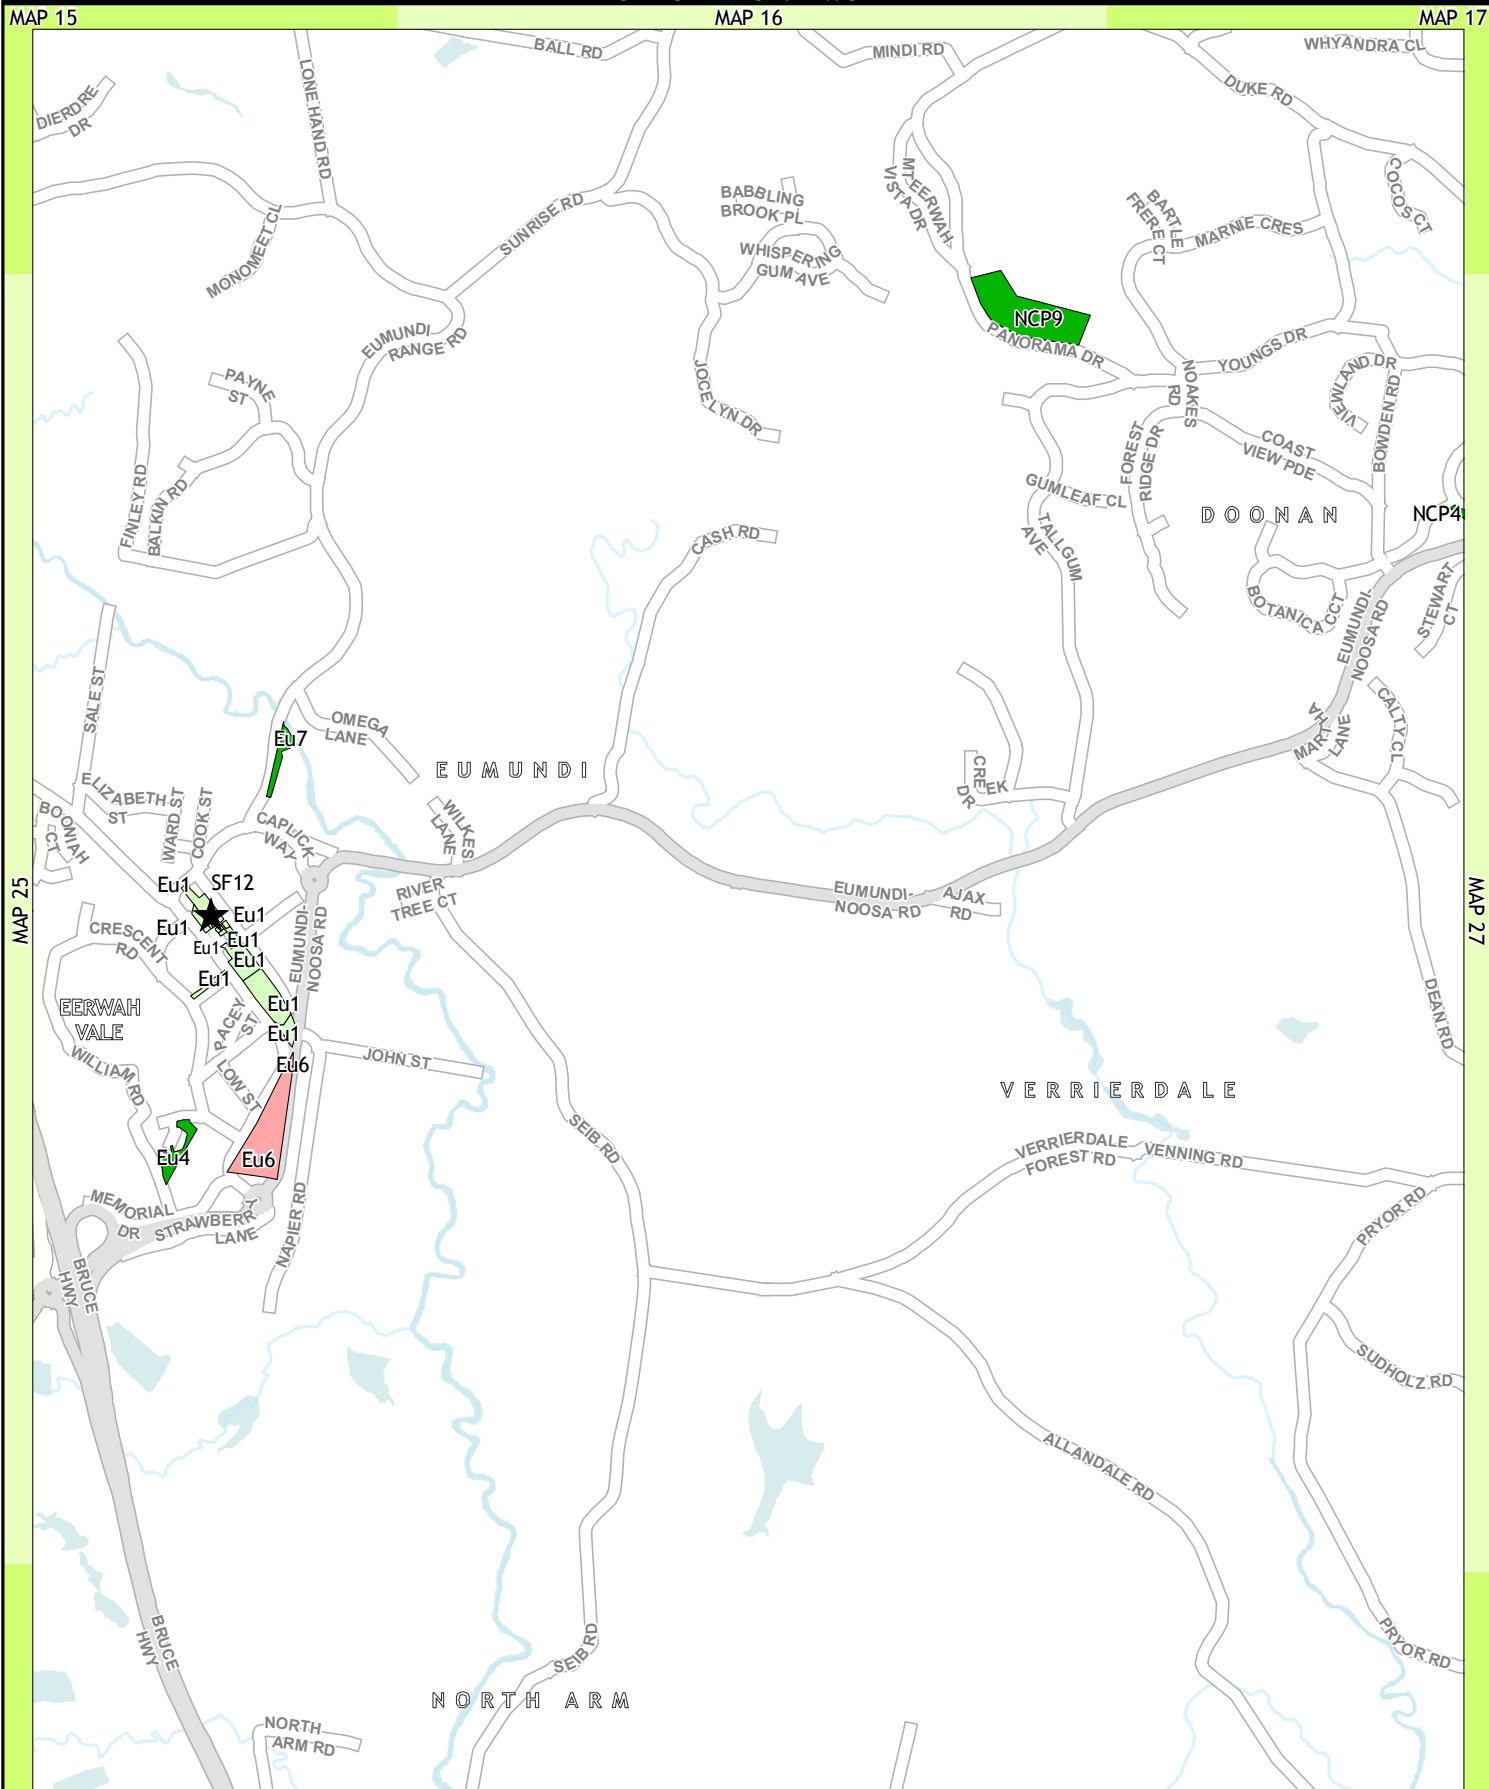 MAP 15
MAP 16
MAP 17
BALL RD
MINDI RD
WHYANDRA CL
LONE HAND RD
DUKE RD
DIERDRE
DR
MT EERWAH
VISTA DR
COCOS CT
BABBLING
BROOK PL
BARTLE
FRERE CT
MARNIE CRES
SUNRISE RD
MONOMEET CL
WHISPERING
GUM AVE
NCP9
PANORAMA DR
EUMUNDI
RANGE RD
YOUNGS DR
VIEWLAND DR
PAYNE
ST
JOCELYN DR
NOAKES
RD
BOWDEN RD
COAST
VIEW PDE
FOREST
RIDGE DR
FINLEY RD
BALKIN RD
GUMLEAF CL
DOONAN
NCP4
CASH RD
TALLGUM
AVE
BOTANICA CCT
STEWART
CT
EUMUNDI-
NOOSA RD
SALE ST
CALTY CL
OMEGA
LANE
Eu7
MARTHA
LANE
EUMUNDI
CREEK
DR
ELIZABETH
ST
WARD ST
COOK ST
BOONIAH
CT
CAPLICK
WAY
WILKES
LANE
MAP 25
Eu1
SF12
EUMUNDI-
NOOSA RD
AJAX
RD
RIVER
TREE CT
MAP 27
Eu1
Eu1
CRESCENT
RD
Eu1
Eu1
Eu1
EUMUNDI-
NOOSA RD
Eu1
Eu1
EERWAH
VALE
PACEY
ST
Eu1
DEAN RD
JOHN ST
Eu6
WILLIAM RD
LOW ST
VERRIERDALE
SEIB RD
VERRIERDALE
FOREST RD
VENNING RD
Eu4
Eu6
MEMORIAL
DR
STRAWBERRY
LANE
NAPIER RD
PRYOR RD
BRUCE
HWY
SUDHOLZ RD
ALLANDALE RD
BRUCE
HWY
SEIB RD
PRYOR RD
NORTH ARM
NORTH
ARM RD